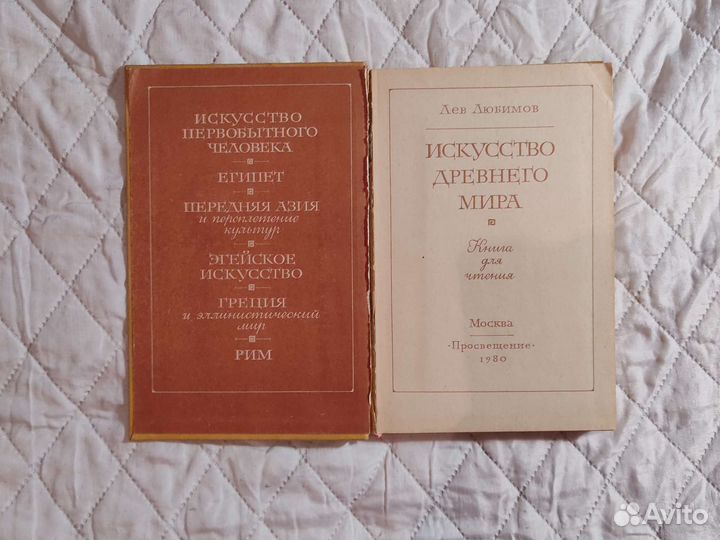 ИСКУССТВО
ПЕРВОБЫТНОГО
ЧЕЛОВЕКА
ЕГИПЕТ
ПЕРЕДНЯЯ АЗИЯ
и переплетение
культур
ЭГЕЙСКОЕ
ИСКУССТВО
ГРЕЦИЯ
и эллинистический
мир
РИМ
Лев Любимов
ИСКУССТВО
ДРЕВНЕГО
МИРА
Книга
для
чтения
Москва
·Просвещение·
1980
Avito